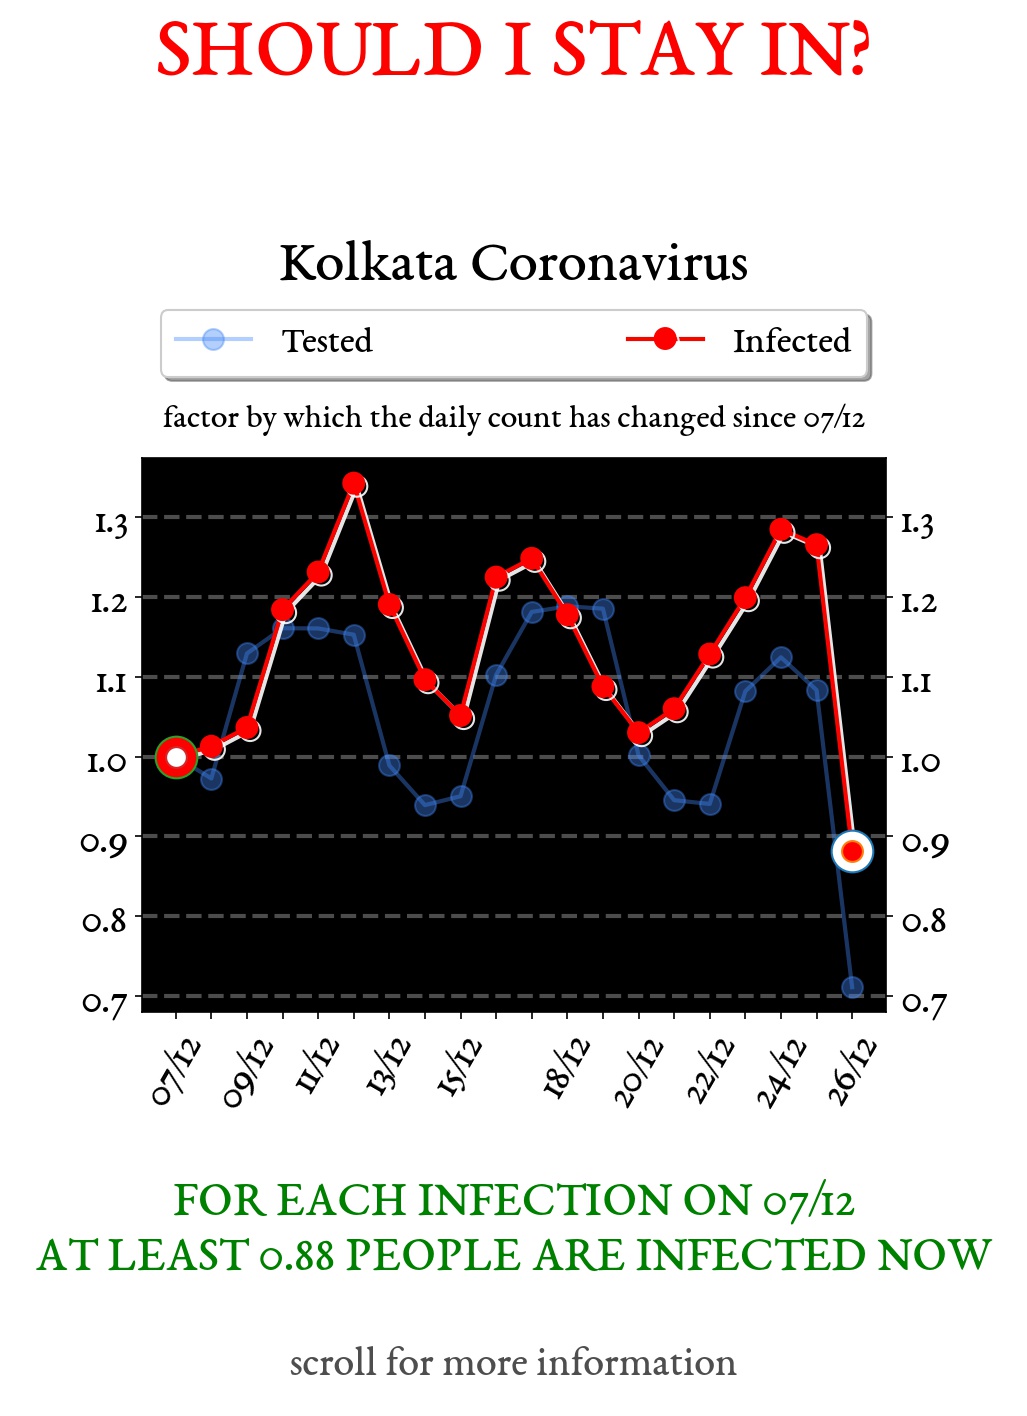 SHOULD I STAY IN?
Kolkata Coronavirus
Tested Infected
factor by which the daily count has changed since 07/12
1.3 1.3
1.2 1.2
1.1 1.1
1.0 1.0
0.9 0.9
0.8 0.8
0.7 0.7
07/12 09/12 11/12 13/12 15/12 18/12 20/12 22/12 24/12 26/12
FOR EACH INFECTION ON 07/12
AT LEAST 0.88 PEOPLE ARE INFECTED NOW
scroll for more information